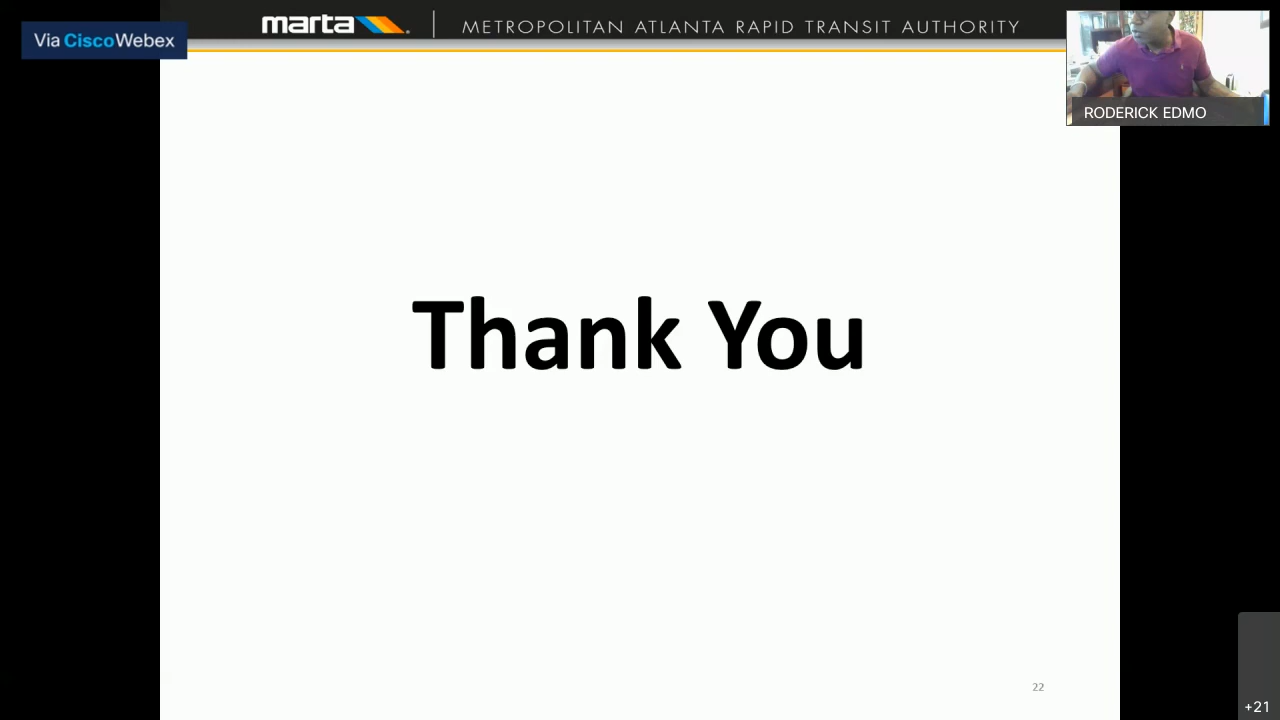 Via CiscoWebex
marta
METROPOLITAN ATLANTA RAPID TRANSIT AUTHORITY
RODERICK EDMO
Thank You
22
+21